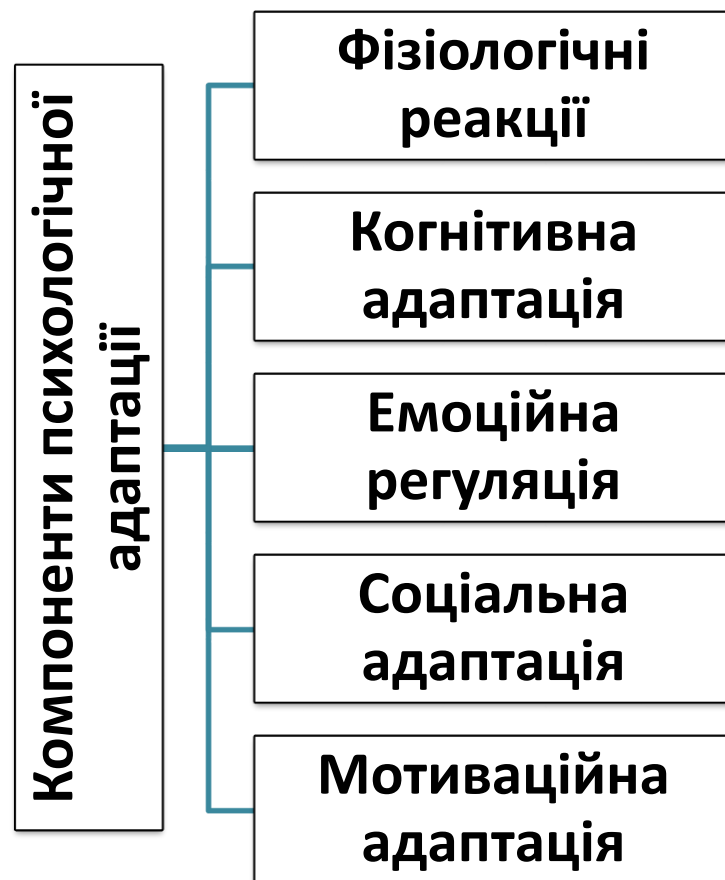 Компоненти психологічної
адаптації
Фізіологічні
реакції
Когнітивна
адаптація
Емоційна
регуляція
Соціальна
адаптація
Мотиваційна
адаптація